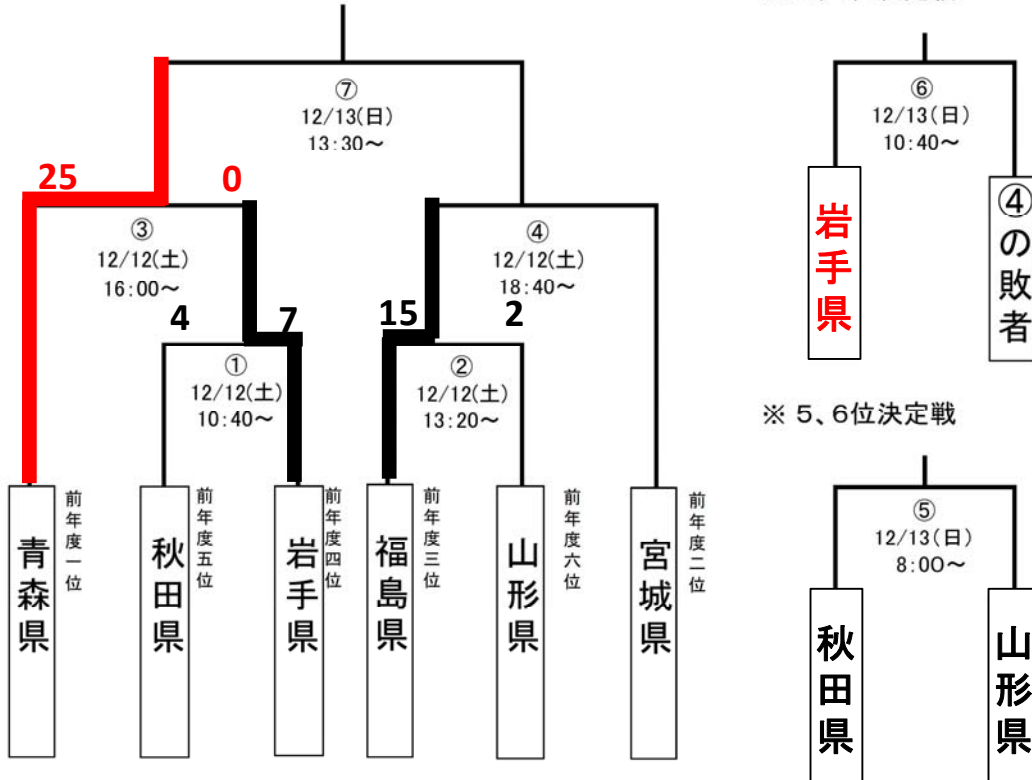 ⑦
12/13(日)
13:30～
25
0
③
12/12(土)
16:00～
④
12/12(土)
18:40～
4
7
15
2
①
12/12(土)
10:40～
②
12/12(土)
13:20～
青森県
前年度一位
秋田県
前年度五位
岩手県
前年度四位
福島県
前年度三位
山形県
前年度六位
宮城県
前年度二位
⑥
12/13(日)
10:40～
岩手県
④の敗者
※ 5、6位決定戦
⑤
12/13(日)
8:00～
秋田県
山形県